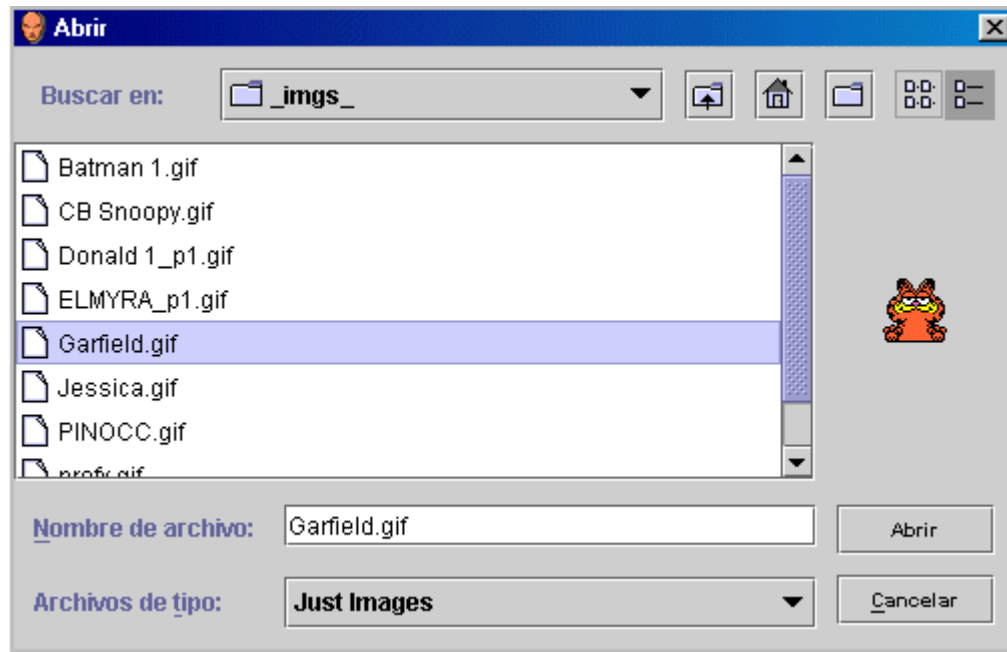 Abrir
Buscar en: _imgs_
Batman 1.gif
CB Snoopy.gif
Donald 1_p1.gif
ELMYRA_p1.gif
Garfield.gif
Jessica.gif
PINOCC.gif
Nombre de archivo: Garfield.gif Abrir
Archivos de tipo: Just Images Cancelar